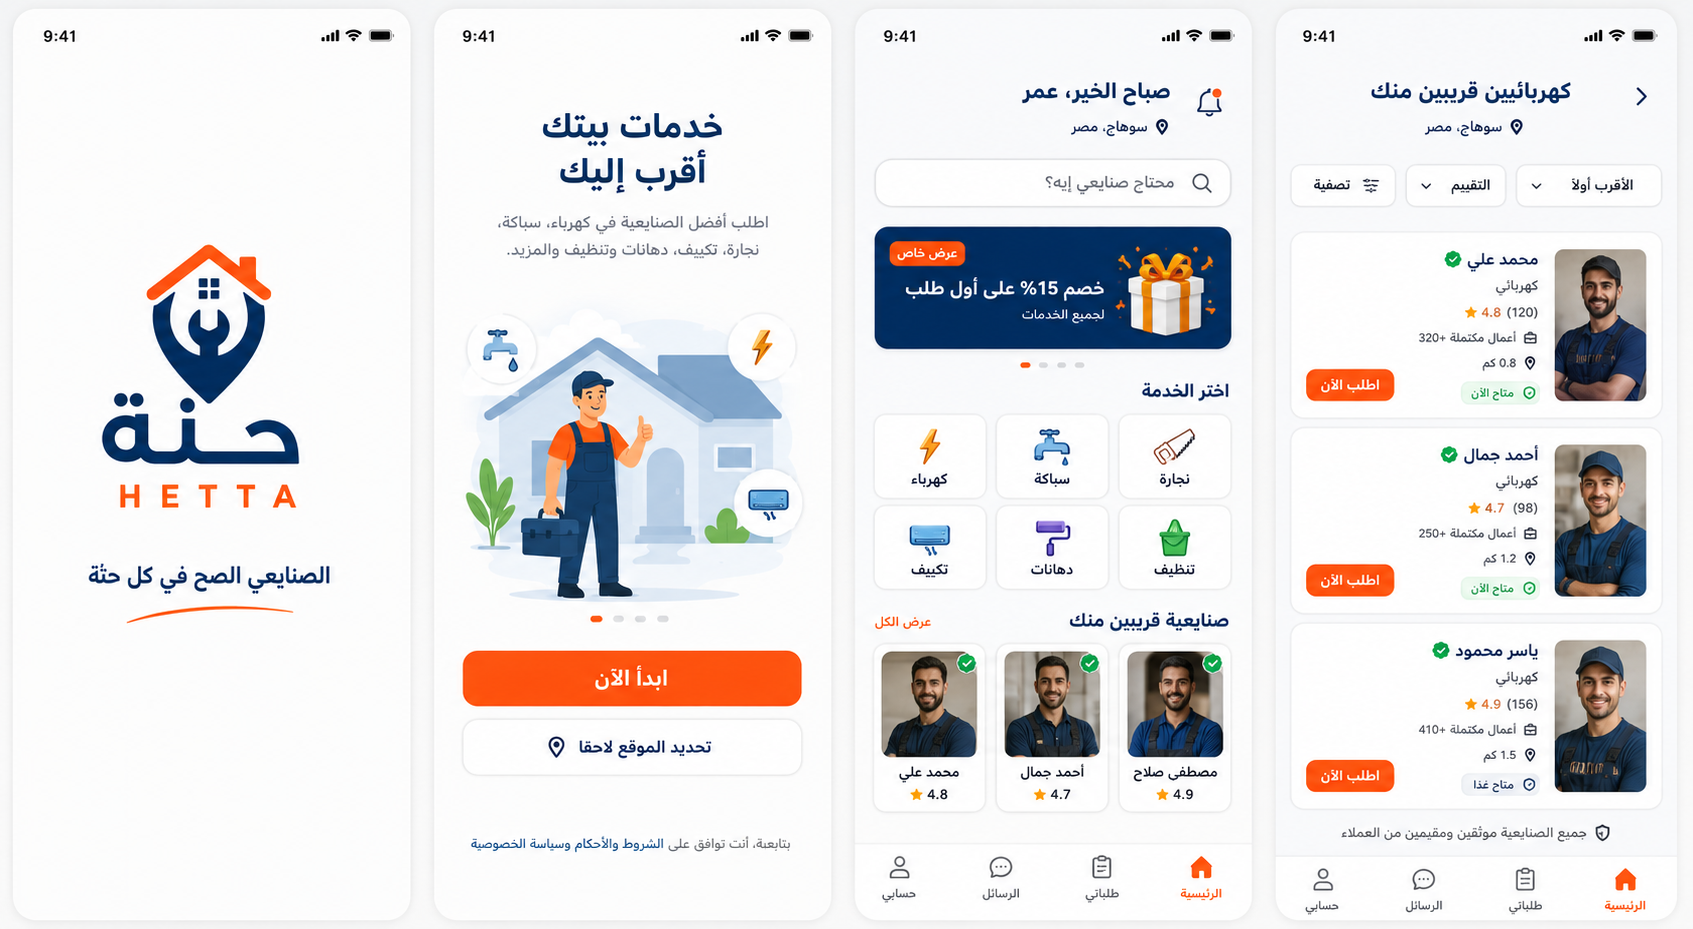 9:41
حتة
HETTA
الصنايعي الصح في كل حتّة
9:41
خدمات بيتك
أقرب إليك
اطلب أفضل الصنايعية في كهرباء، سباكة،
نجارة، تكييف، دهانات وتنظيف والمزيد.
ابدأ الآن
تحديد الموقع لاحقا
بتابعبة، أنت توافق على الشروط والأحكام وسياسة الخصوصية
9:41
صباح الخير، عمر
سوهاج، مصر
محتاج صنايعي إيه؟
عرض خاص
خصم 15% على أول طلب
لجميع الخدمات
اختر الخدمة
نجارة
سباكة
كهرباء
تنظيف
دهانات
تكييف
صنايعية قريبين منك
عرض الكل
مصطفى صلاح
4.9
أحمد جمال
4.7
محمد علي
4.8
الرئيسية
طلباتي
الرسائل
حسابي
9:41
كهربائيين قريبين منك
سوهاج، مصر
الأقرب أولاً
التقييم
تصفية
محمد علي
كهربائي
4.8 (120)
أعمال مكتملة +320
0.8 كم
متاح الآن
اطلب الآن
أحمد جمال
كهربائي
4.7 (98)
أعمال مكتملة +250
1.2 كم
متاح الآن
اطلب الآن
ياسر محمود
كهربائي
4.9 (156)
أعمال مكتملة +410
1.5 كم
متاح غذا
اطلب الآن
جميع الصنايعية موثقين ومقيمين من العملاء
الرئيسية
طلباتي
الرسائل
حسابي